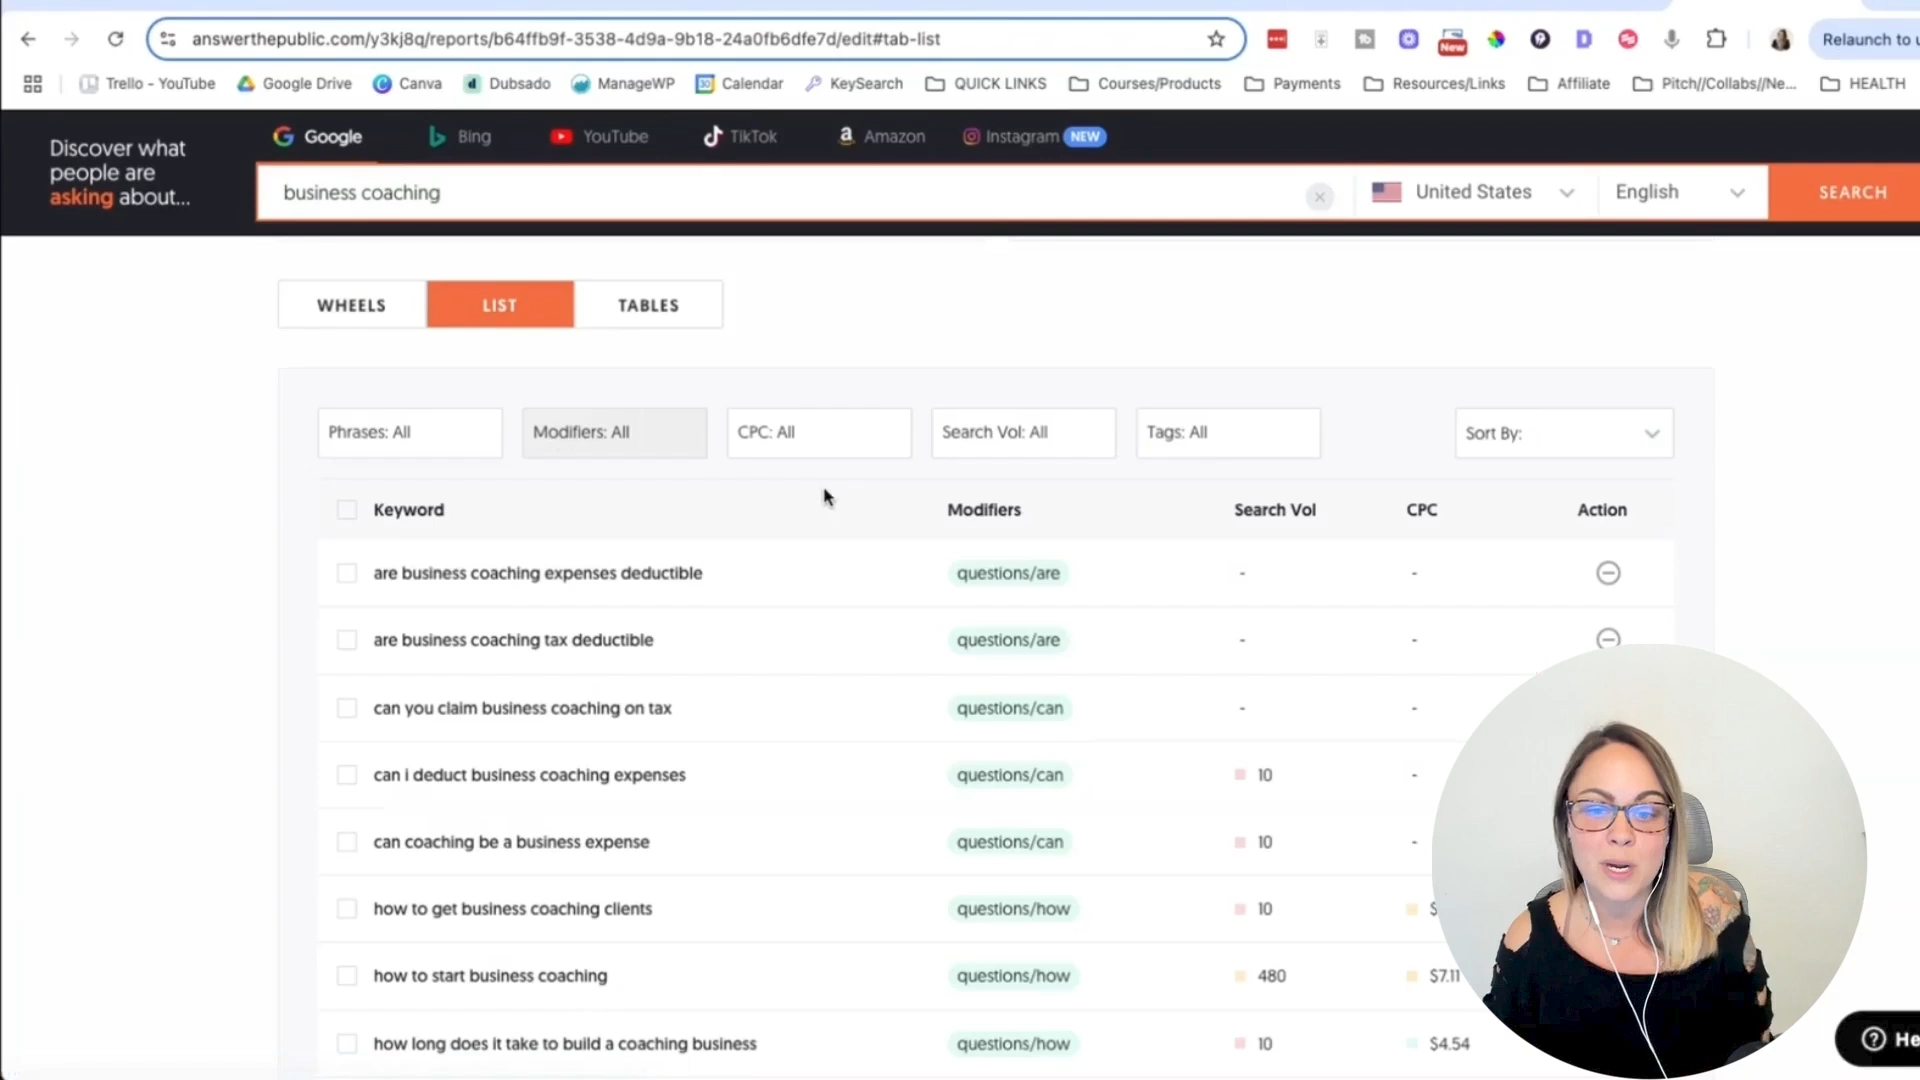 answerthepublic.com/y3kj8q/reports/b64ffb9f-3538-4d9a-9b18-24a0fb6dfe7d/edit#tab-list
New
Relaunch to u
Trello - YouTube Google Drive Canva Dubsado ManageWP Calendar KeySearch QUICK LINKS Courses/Products Payments Resources/Links Affiliate Pitch//Collabs//Ne... HEALTH
Discover what
people are
asking about...
Google Bing YouTube TikTok Amazon Instagram NEW
business coaching
United States
English
SEARCH
WHEELS LIST TABLES
Phrases: All Modifiers: All CPC: All Search Vol: All Tags: All Sort By:
Keyword Modifiers Search Vol CPC Action
are business coaching expenses deductible questions/are - -
are business coaching tax deductible questions/are - -
can you claim business coaching on tax questions/can - -
can i deduct business coaching expenses questions/can 10 -
can coaching be a business expense questions/can 10 -
how to get business coaching clients questions/how 10 $
how to start business coaching questions/how 480 $7.11
how long does it take to build a coaching business questions/how 10 $4.54
He